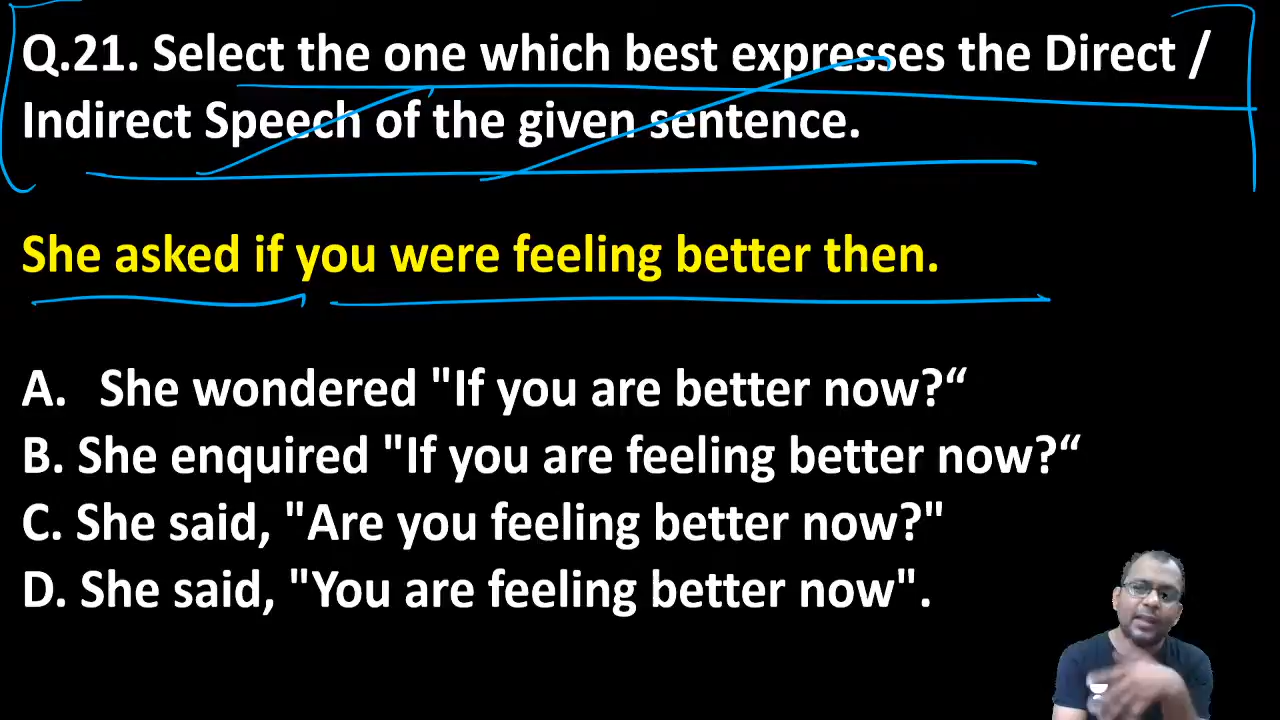 Q.21. Select the one which best expresses the Direct /
Indirect Speech of the given sentence.
She asked if you were feeling better then.
A. She wondered "If you are better now?“
B. She enquired "If you are feeling better now?“
C. She said, "Are you feeling better now?"
D. She said, "You are feeling better now".